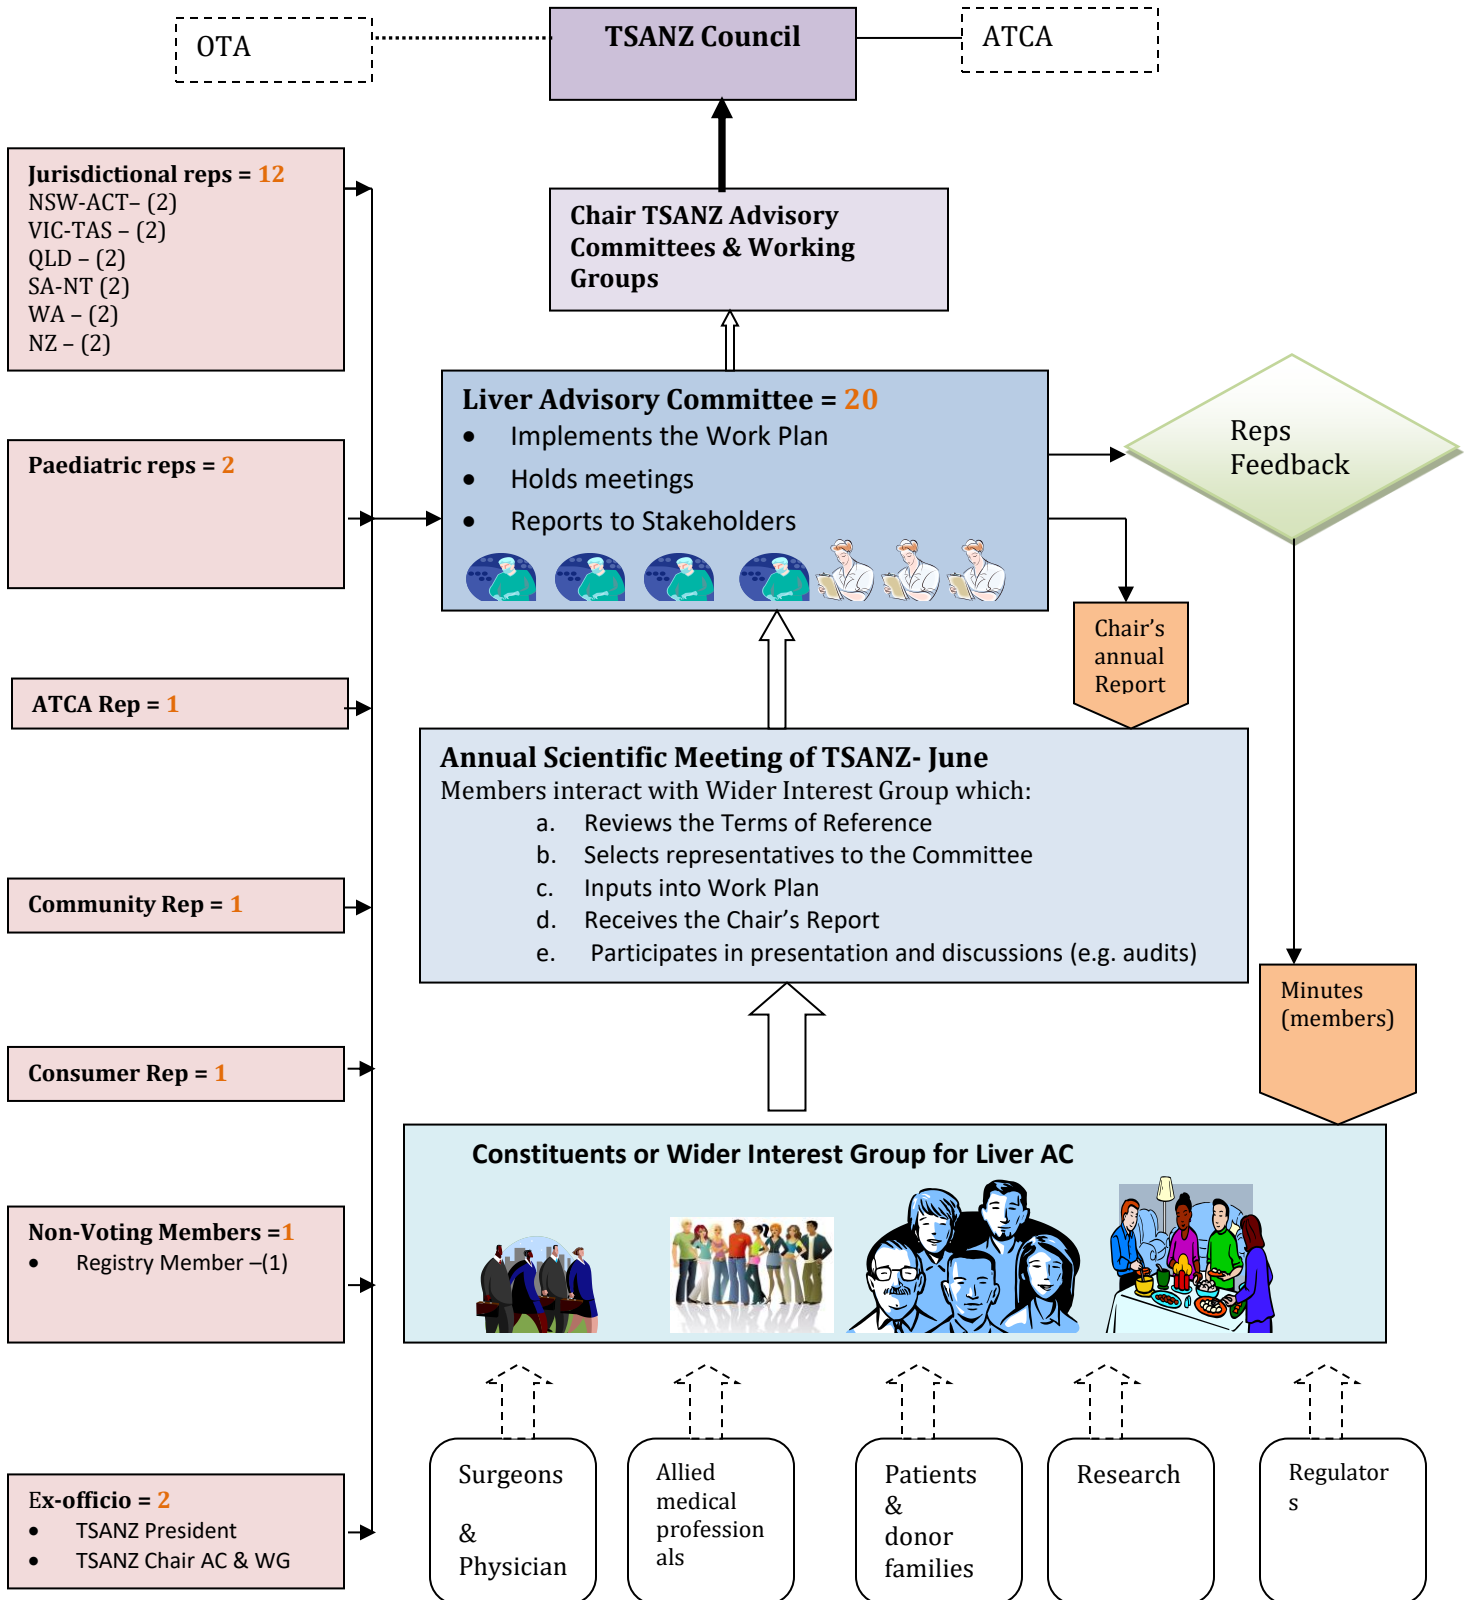 OTA
TSANZ Council
ATCA
Jurisdictional reps = 12
NSW-ACT– (2)
VIC-TAS – (2)
QLD – (2)
SA-NT (2)
WA – (2)
NZ – (2)
Chair TSANZ Advisory
Committees & Working
Groups
Paediatric reps = 2
Liver Advisory Committee = 20
• Implements the Work Plan
• Holds meetings
• Reports to Stakeholders
Reps
Feedback
Chair’s
annual
Report
ATCA Rep = 1
Annual Scientific Meeting of TSANZ- June
Members interact with Wider Interest Group which:
a. Reviews the Terms of Reference
b. Selects representatives to the Committee
c. Inputs into Work Plan
d. Receives the Chair’s Report
e. Participates in presentation and discussions (e.g. audits)
Community Rep = 1
Minutes
(members)
Consumer Rep = 1
Constituents or Wider Interest Group for Liver AC
Non-Voting Members =1
• Registry Member –(1)
Ex-officio = 2
• TSANZ President
• TSANZ Chair AC & WG
Surgeons
&
Physician
Allied
medical
profession
als
Patients
&
donor
families
Research
Regulator
s